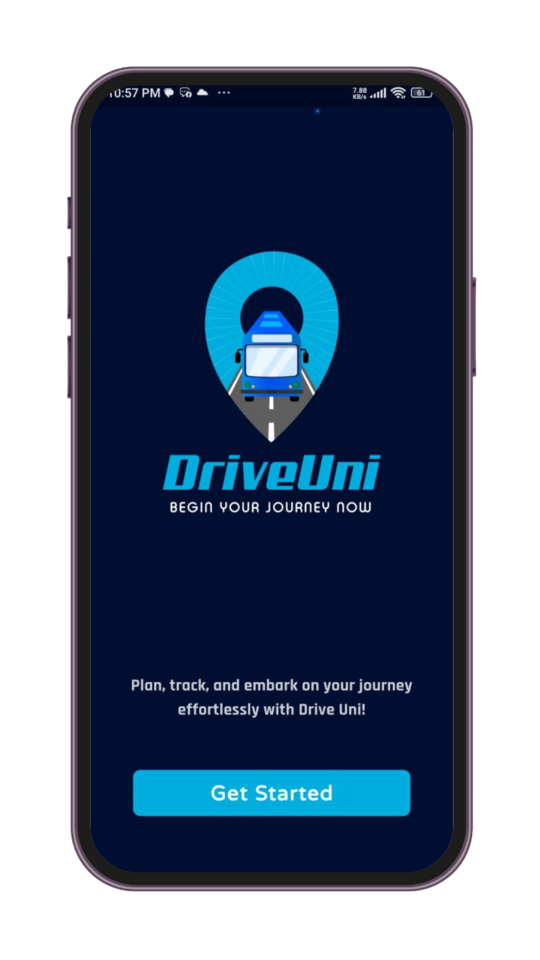 10:57 PM 7.88 KB/s 61
DriveUni
BEGIN YOUR JOURNEY NOW
Plan, track, and embark on your journey
effortlessly with Drive Uni!
Get Started